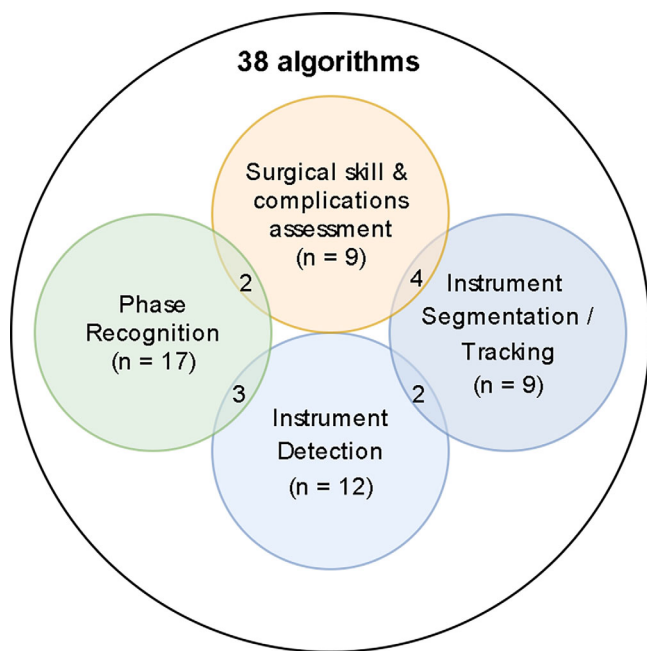 38 algorithms
Surgical skill &
complications
assessment
(n = 9)
2
4
Phase
Recognition
(n = 17)
Instrument
Segmentation /
Tracking
(n = 9)
3
2
Instrument
Detection
(n = 12)